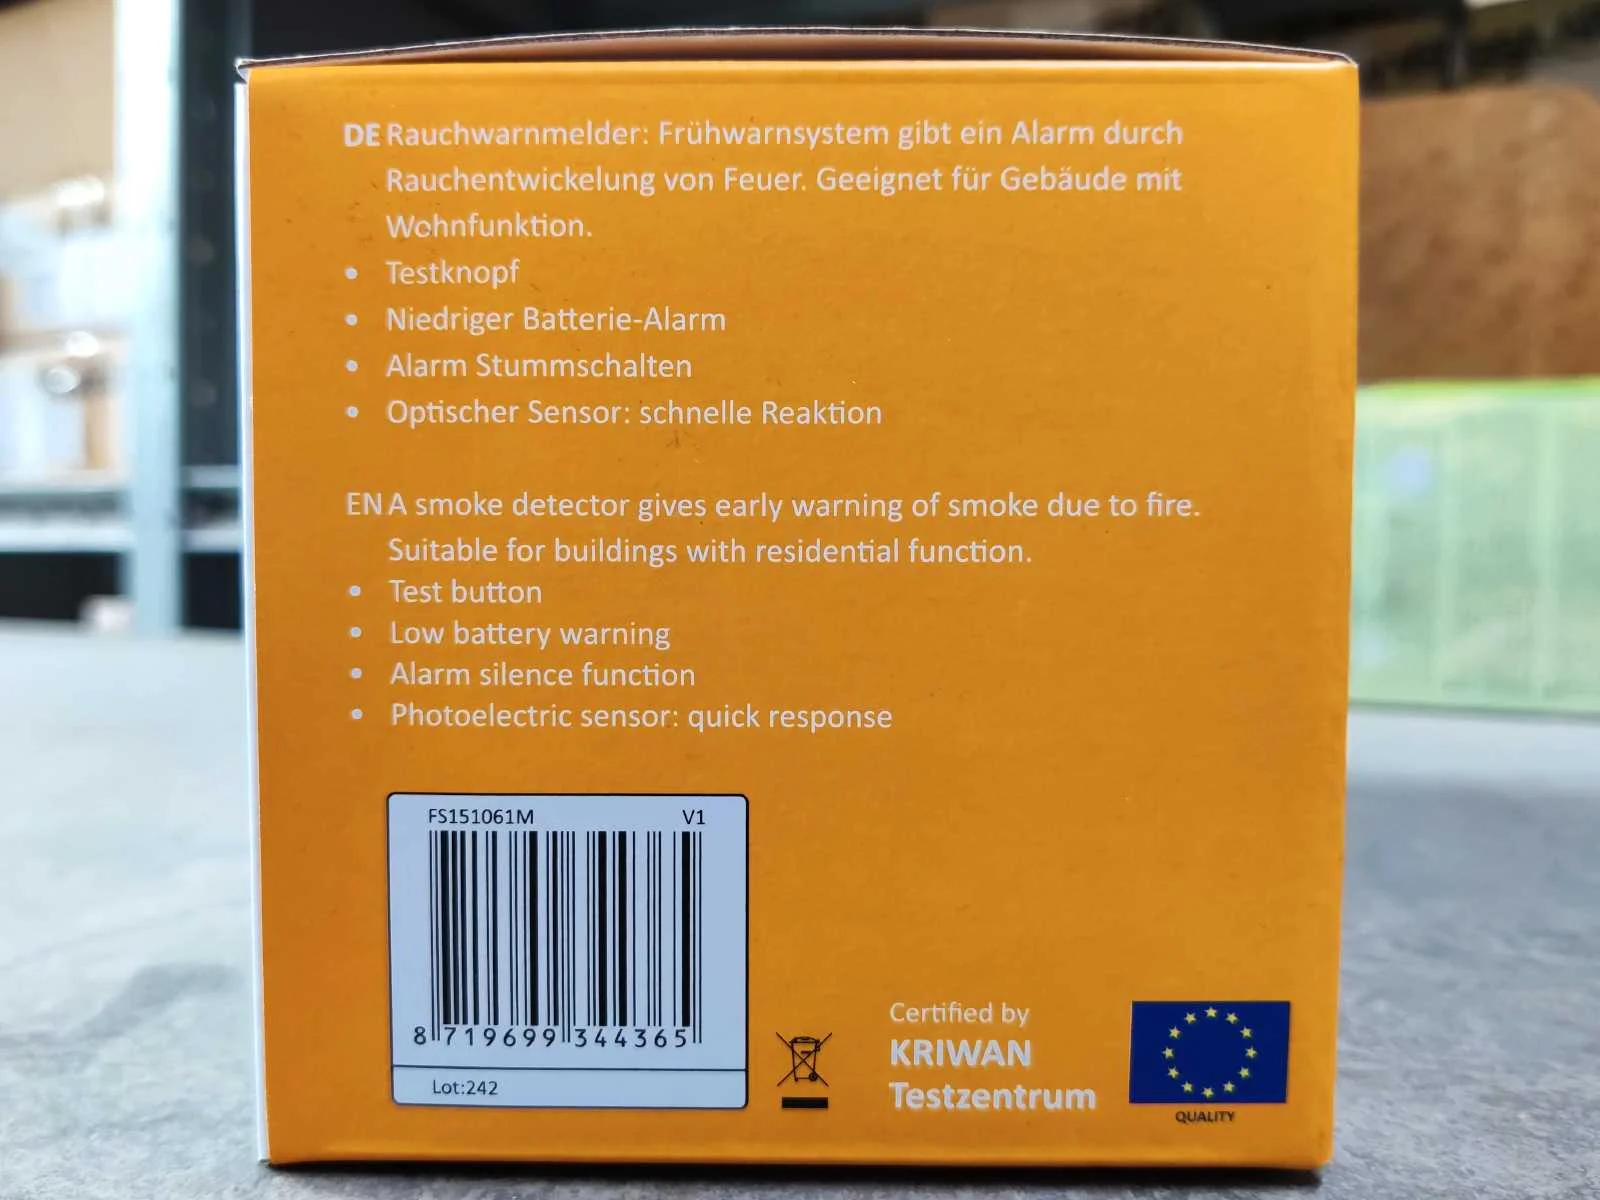 DE Rauchwarnmelder: Frühwarnsystem gibt ein Alarm durch
Rauchentwickelung von Feuer. Geeignet für Gebäude mit
Wohnfunktion.
• Testknopf
• Niedriger Batterie-Alarm
• Alarm Stummschalten
• Optischer Sensor: schnelle Reaktion
EN A smoke detector gives early warning of smoke due to fire.
Suitable for buildings with residential function.
• Test button
• Low battery warning
• Alarm silence function
• Photoelectric sensor: quick response
FS151061M V1
8 719699 344365
Lot:242
Certified by
KRIWAN
Testzentrum
QUALITY